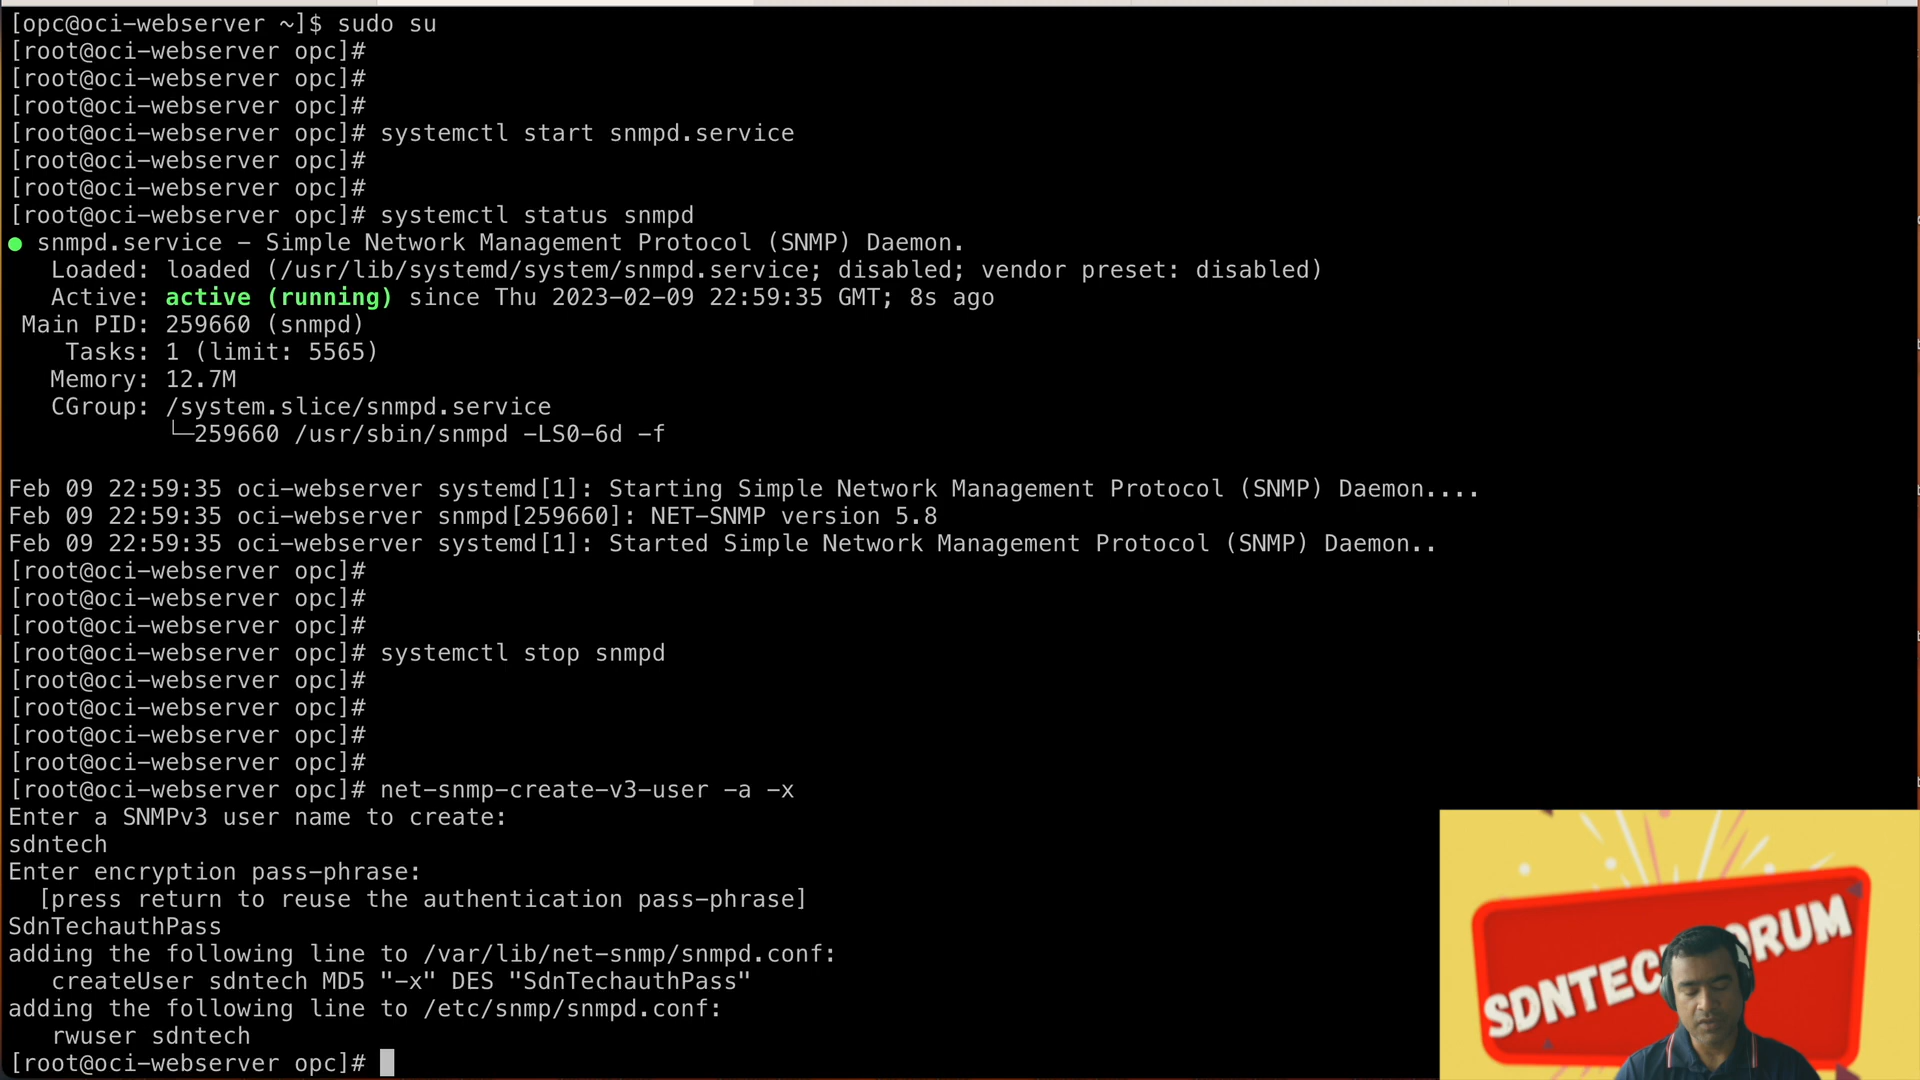 [opc@oci-webserver ~]$ sudo su
[root@oci-webserver opc]#
[root@oci-webserver opc]#
[root@oci-webserver opc]#
[root@oci-webserver opc]# systemctl start snmpd.service
[root@oci-webserver opc]#
[root@oci-webserver opc]#
[root@oci-webserver opc]# systemctl status snmpd
● snmpd.service – Simple Network Management Protocol (SNMP) Daemon.
   Loaded: loaded (/usr/lib/systemd/system/snmpd.service; disabled; vendor preset: disabled)
   Active: active (running) since Thu 2023-02-09 22:59:35 GMT; 8s ago
 Main PID: 259660 (snmpd)
    Tasks: 1 (limit: 5565)
   Memory: 12.7M
   CGroup: /system.slice/snmpd.service
           └─259660 /usr/sbin/snmpd -LS0-6d -f
Feb 09 22:59:35 oci-webserver systemd[1]: Starting Simple Network Management Protocol (SNMP) Daemon....
Feb 09 22:59:35 oci-webserver snmpd[259660]: NET-SNMP version 5.8
Feb 09 22:59:35 oci-webserver systemd[1]: Started Simple Network Management Protocol (SNMP) Daemon..
[root@oci-webserver opc]#
[root@oci-webserver opc]#
[root@oci-webserver opc]#
[root@oci-webserver opc]# systemctl stop snmpd
[root@oci-webserver opc]#
[root@oci-webserver opc]#
[root@oci-webserver opc]#
[root@oci-webserver opc]#
[root@oci-webserver opc]# net-snmp-create-v3-user -a -x
Enter a SNMPv3 user name to create:
sdntech
Enter encryption pass-phrase:
  [press return to reuse the authentication pass-phrase]
SdnTechauthPass
adding the following line to /var/lib/net-snmp/snmpd.conf:
   createUser sdntech MD5 "-x" DES "SdnTechauthPass"
adding the following line to /etc/snmp/snmpd.conf:
   rwuser sdntech
[root@oci-webserver opc]#